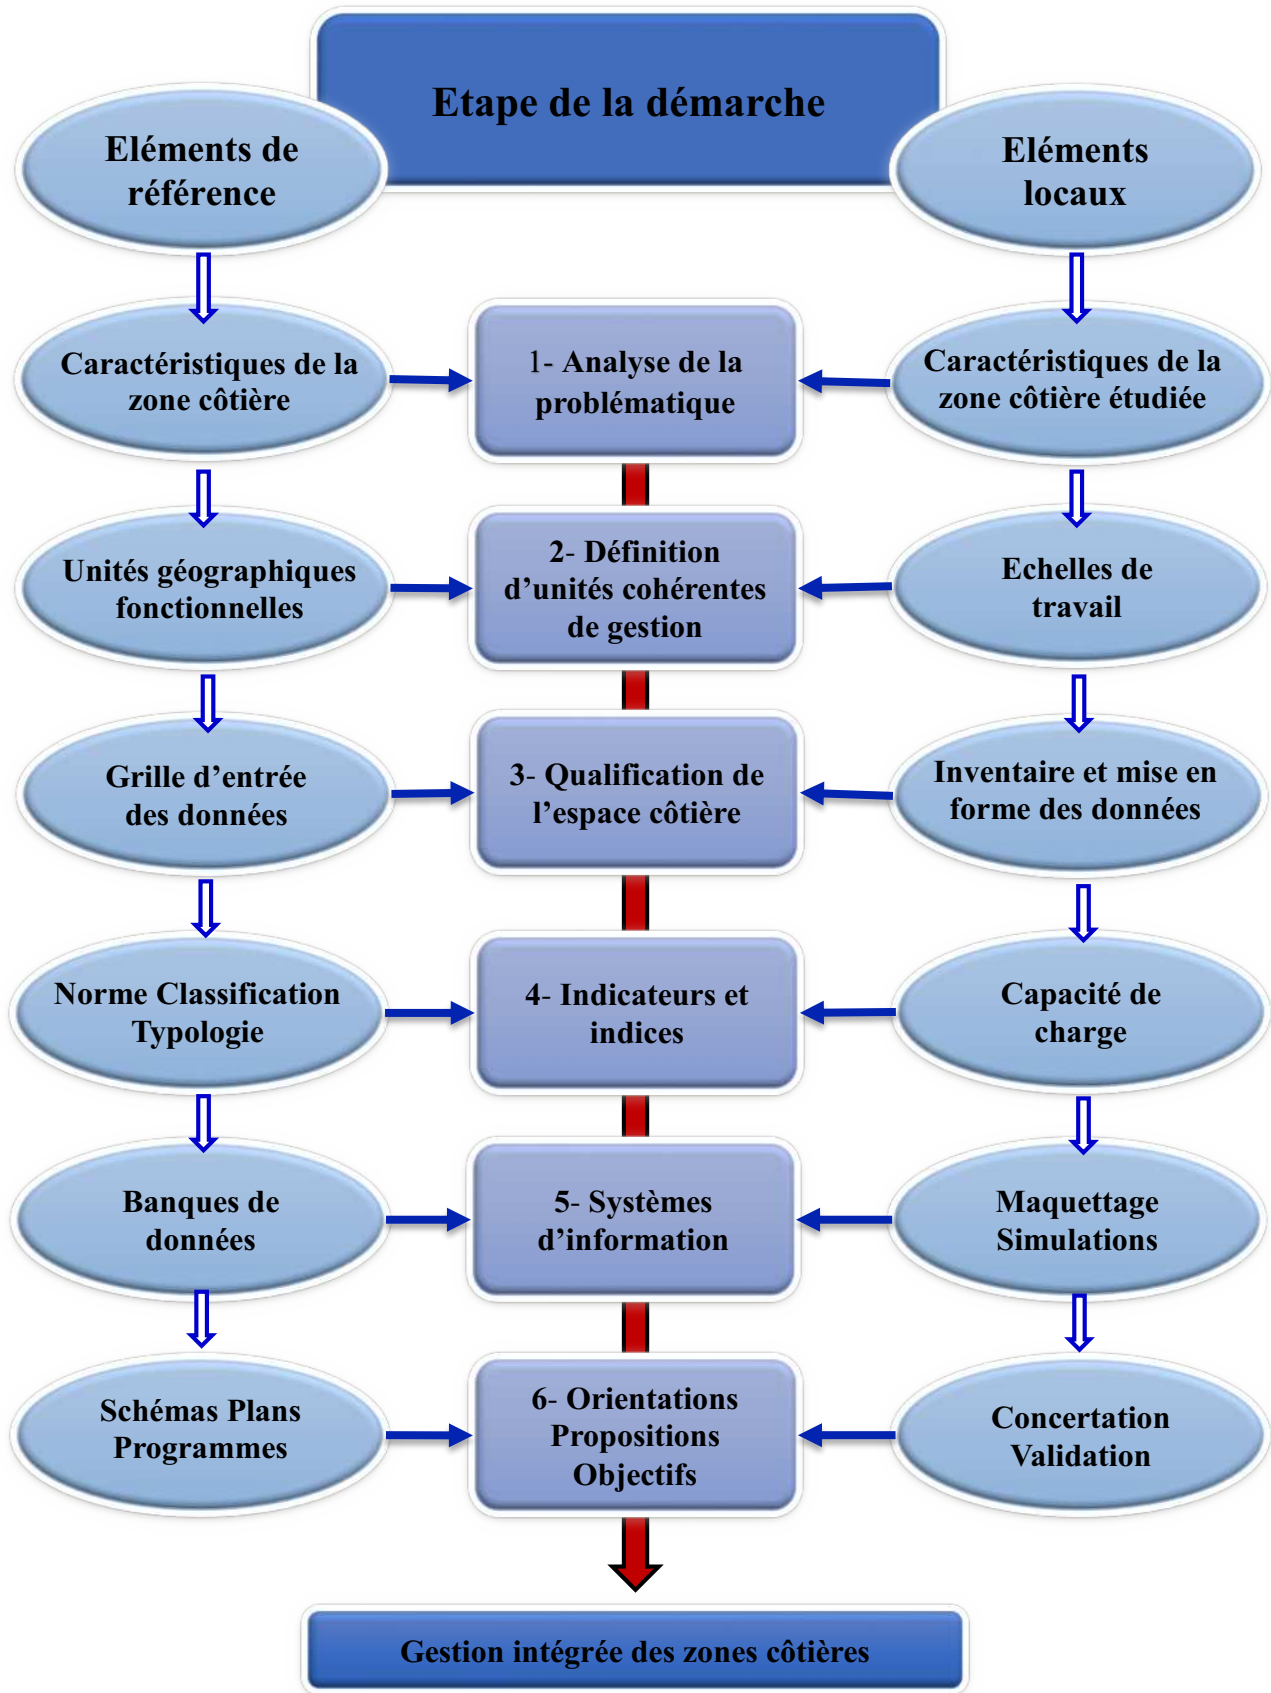 Etape de la démarche
Eléments de
référence
Eléments
locaux
Caractéristiques de la
zone côtière
1- Analyse de la
problématique
Caractéristiques de la
zone côtière étudiée
Unités géographiques
fonctionnelles
2- Définition
d’unités cohérentes
de gestion
Echelles de
travail
Grille d’entrée
des données
3- Qualification de
l’espace côtière
Inventaire et mise en
forme des données
Norme Classification
Typologie
4- Indicateurs et
indices
Capacité de
charge
Banques de
données
5- Systèmes
d’information
Maquettage
Simulations
Schémas Plans
Programmes
6- Orientations
Propositions
Objectifs
Concertation
Validation
Gestion intégrée des zones côtières